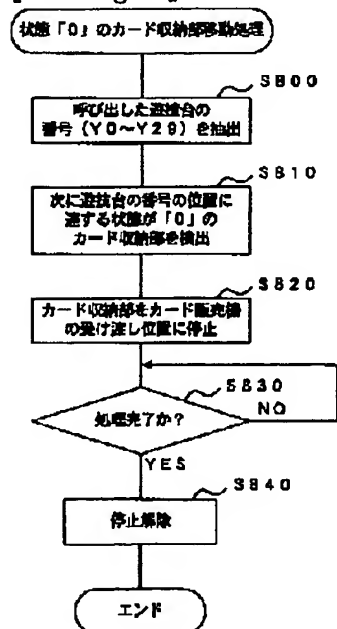 状態「0」のカード収納部移動処理
S800
呼び出した遊技台の
番号(Y0~Y29)を抽出
S810
次に遊技台の番号の位置に
達する状態が「0」の
カード収納部を検出
S820
カード収納部をカード販売機
の受け渡し位置に停止
S830
処理完了か?
NO
YES
S840
停止解除
エンド